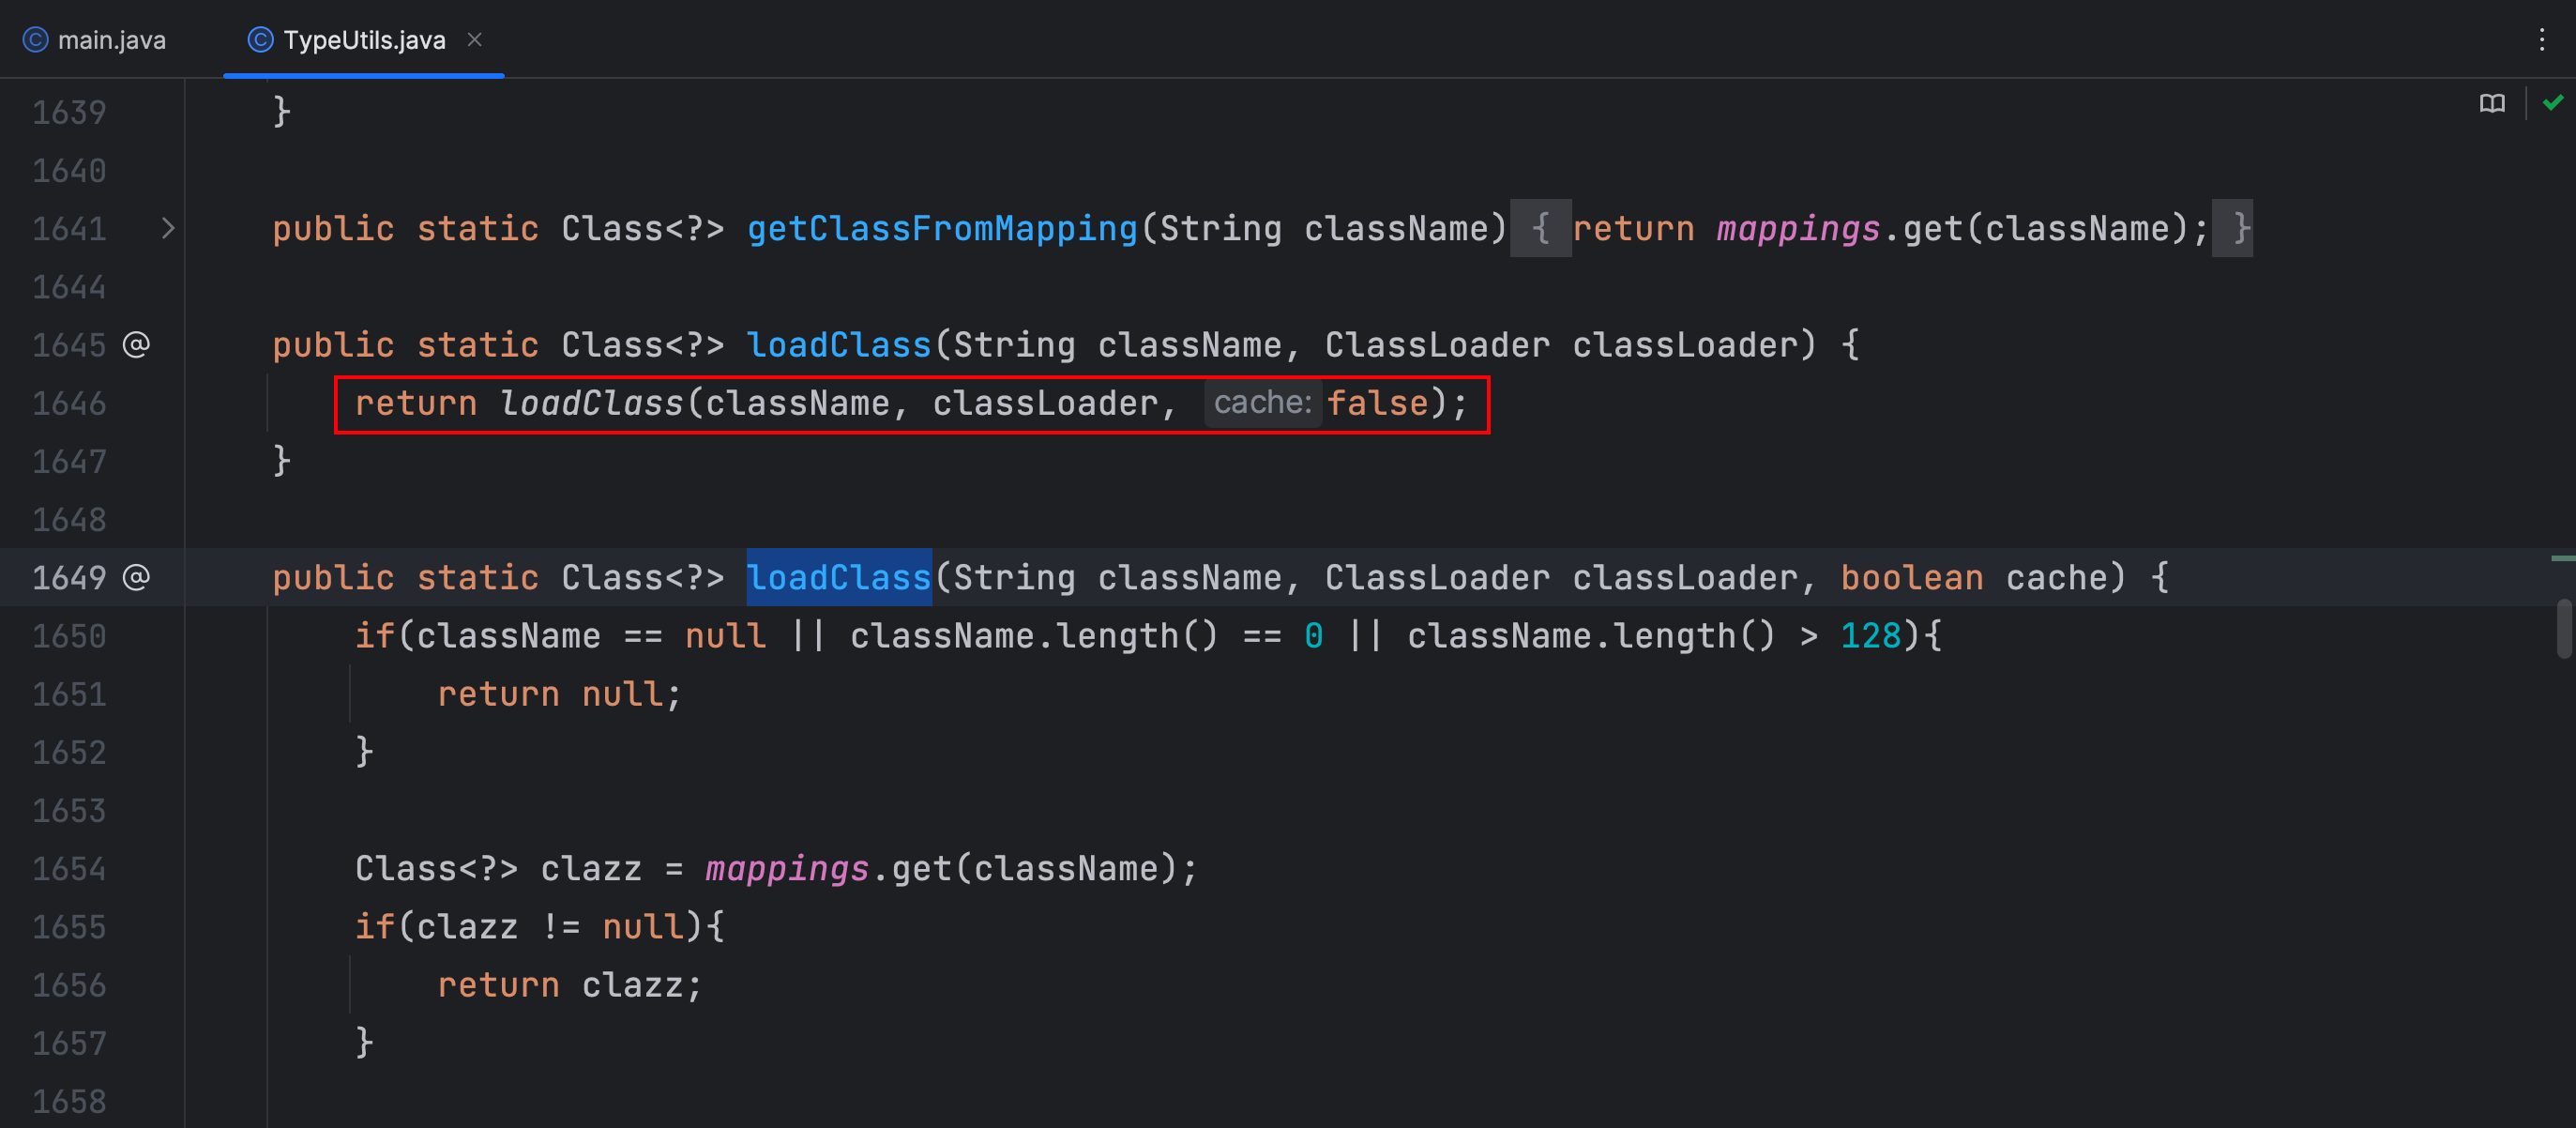 main.java TypeUtils.java
1639 }
1640
1641 public static Class<?> getClassFromMapping(String className) { return mappings.get(className); }
1644
1645 @ public static Class<?> loadClass(String className, ClassLoader classLoader) {
1646 return loadClass(className, classLoader, cache: false);
1647 }
1648
1649 @ public static Class<?> loadClass(String className, ClassLoader classLoader, boolean cache) {
1650 if(className == null || className.length() == 0 || className.length() > 128){
1651 return null;
1652 }
1653
1654 Class<?> clazz = mappings.get(className);
1655 if(clazz != null){
1656 return clazz;
1657 }
1658